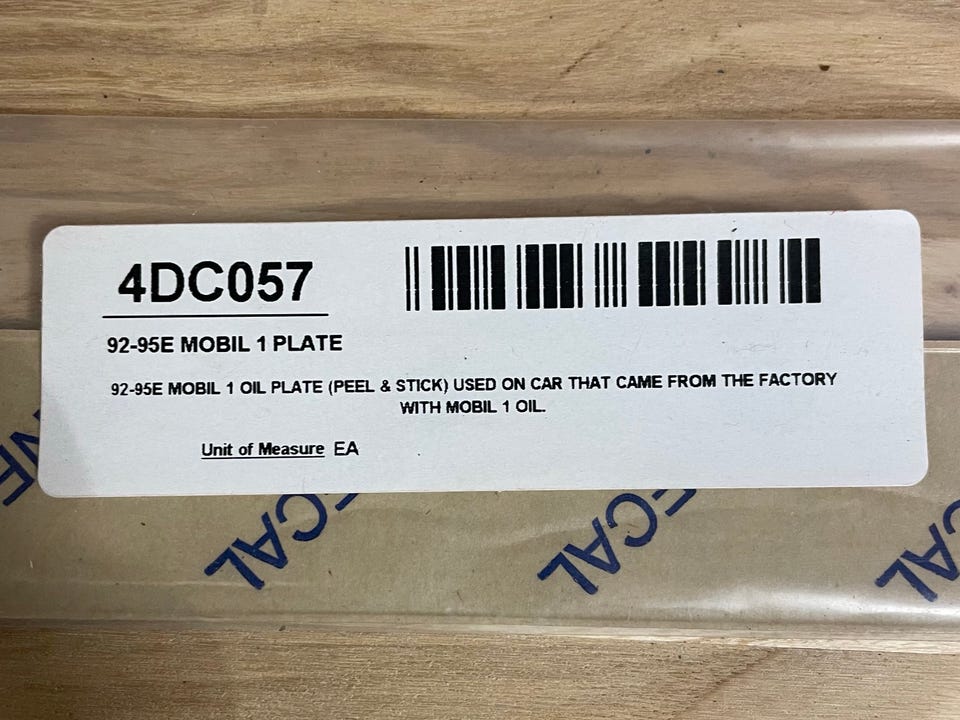 4DC057
92-95E MOBIL 1 PLATE
92-95E MOBIL 1 OIL PLATE (PEEL & STICK) USED ON CAR THAT CAME FROM THE FACTORY
WITH MOBIL 1 OIL.
Unit of Measure EA